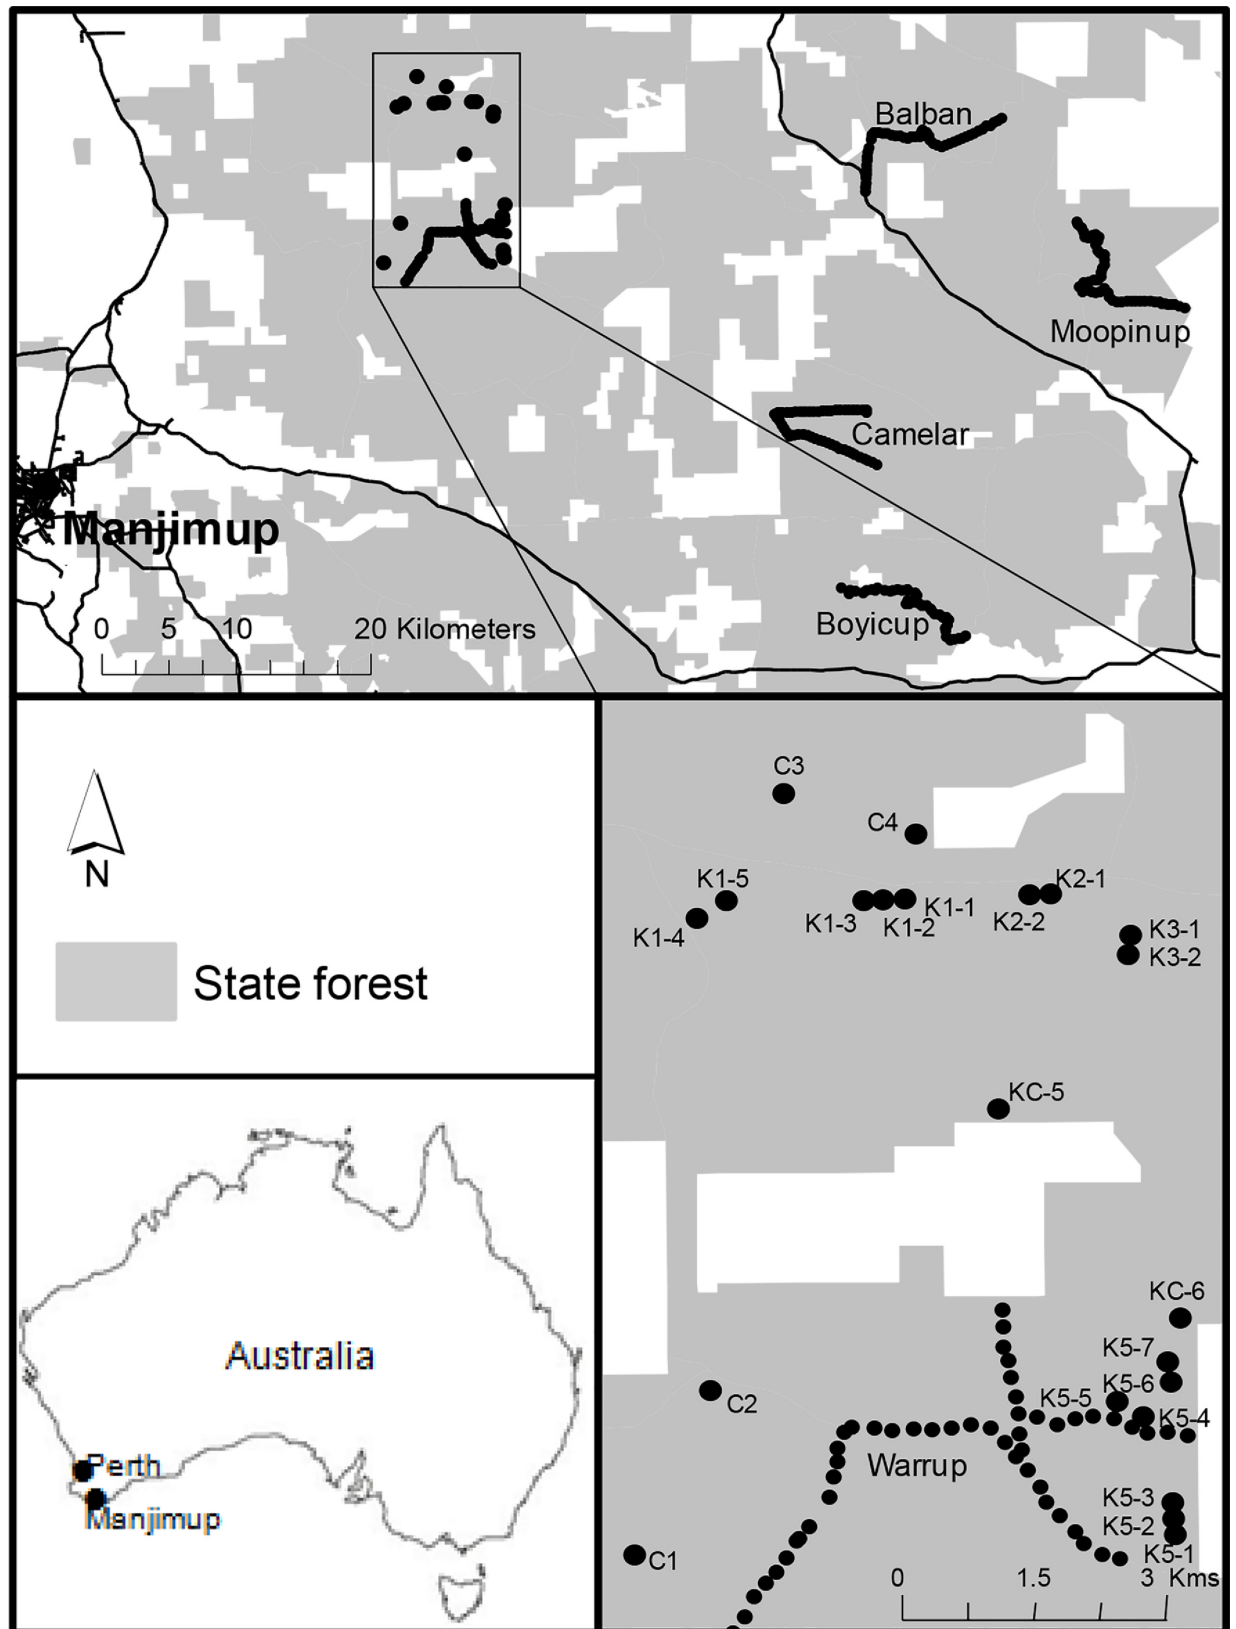 Balban
Moopinup
Camelar
Manjimup
Boyicup
0 5 10 20 Kilometers
N
State forest
Australia
Perth
Manjimup
C3
C4
K1-5
K2-1
K1-4
K1-3
K1-2
K1-1
K2-2
K3-1
K3-2
KC-5
KC-6
K5-7
K5-6
K5-5
K5-4
C2
Warrup
K5-3
K5-2
K5-1
C1
0 1.5 3 Kms